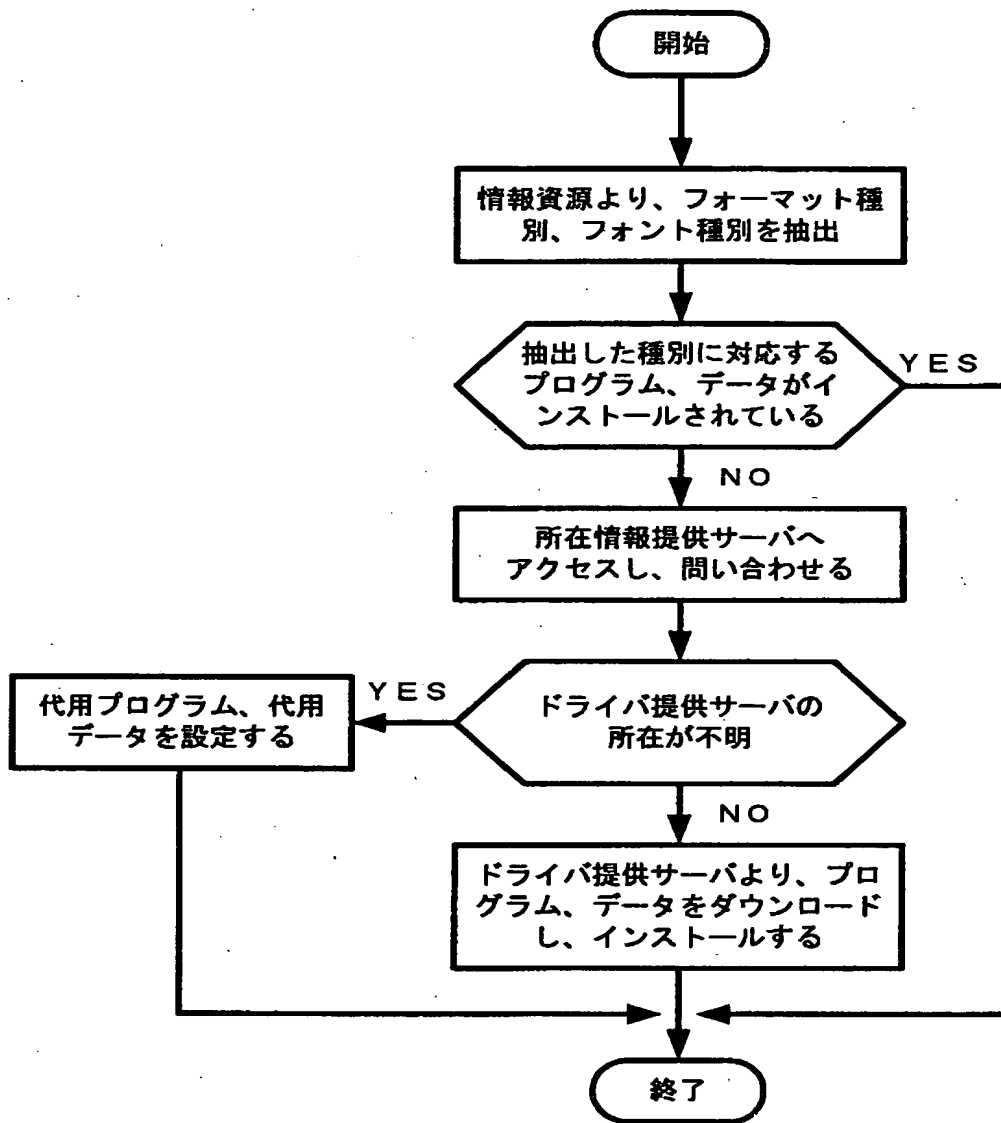 開始
情報資源より、フォーマット種
別、フォント種別を抽出
抽出した種別に対応する
プログラム、データがイ
ンストールされている
YES
NO
所在情報提供サーバへ
アクセスし、問い合わせる
ドライバ提供サーバの
所在が不明
YES
代用プログラム、代用
データを設定する
NO
ドライバ提供サーバより、プロ
グラム、データをダウンロード
し、インストールする
終了